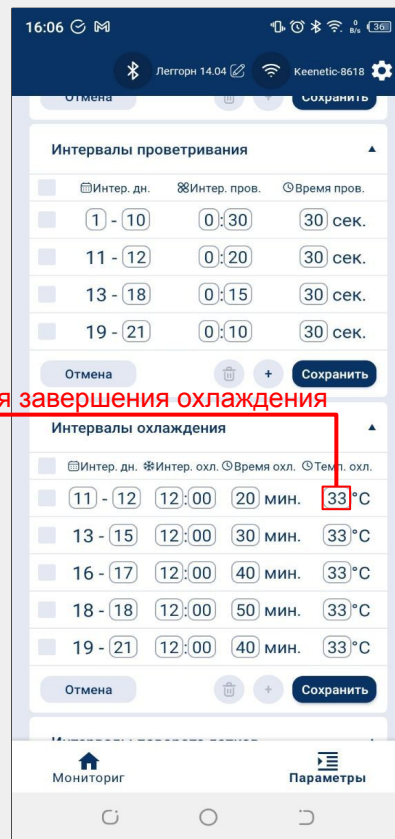 16:06 0 B/s 36
Леггорн 14.04 Keenetic-8618
Отмена + Сохранить
Интервалы проветривания
Интер. дн. Интер. пров. Время пров.
1 - 10 0:30 30 сек.
11 - 12 0:20 30 сек.
13 - 18 0:15 30 сек.
19 - 21 0:10 30 сек.
Отмена + Сохранить
я завершения охлаждения
Интервалы охлаждения
Интер. дн. Интер. охл. Время охл. Темп. охл.
11 - 12 12:00 20 мин. 33 °C
13 - 15 12:00 30 мин. 33 °C
16 - 17 12:00 40 мин. 33 °C
18 - 18 12:00 50 мин. 33 °C
19 - 21 12:00 40 мин. 33 °C
Отмена + Сохранить
Мониториг Параметры